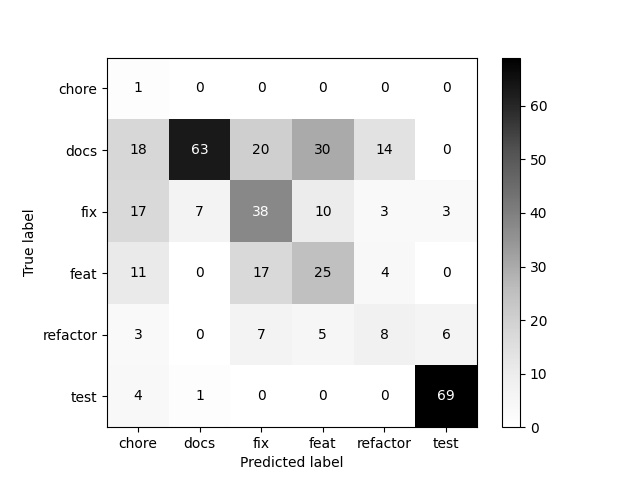 chore 1 0 0 0 0 0
docs 18 63 20 30 14 0
fix 17 7 38 10 3 3
feat 11 0 17 25 4 0
refactor 3 0 7 5 8 6
test 4 1 0 0 0 69
chore docs fix feat refactor test
Predicted label
True label
60
50
40
30
20
10
0